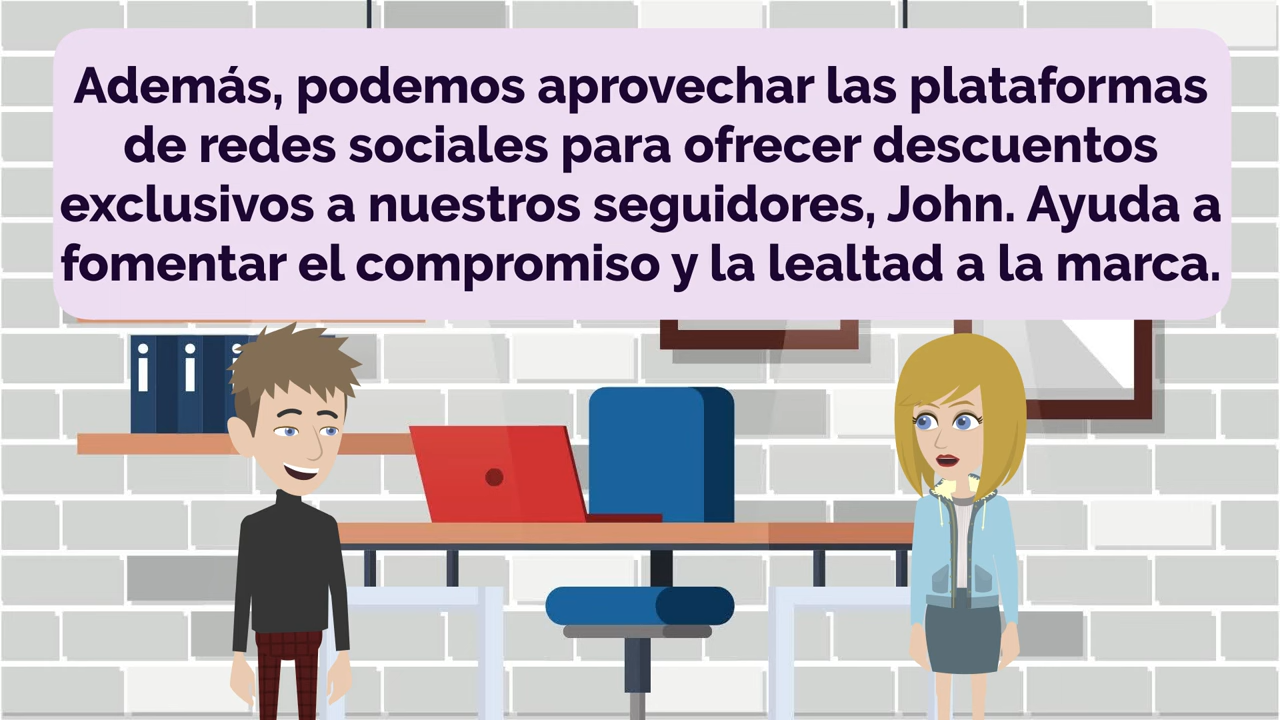 Además, podemos aprovechar las plataformas
de redes sociales para ofrecer descuentos
exclusivos a nuestros seguidores, John. Ayuda a
fomentar el compromiso y la lealtad a la marca.